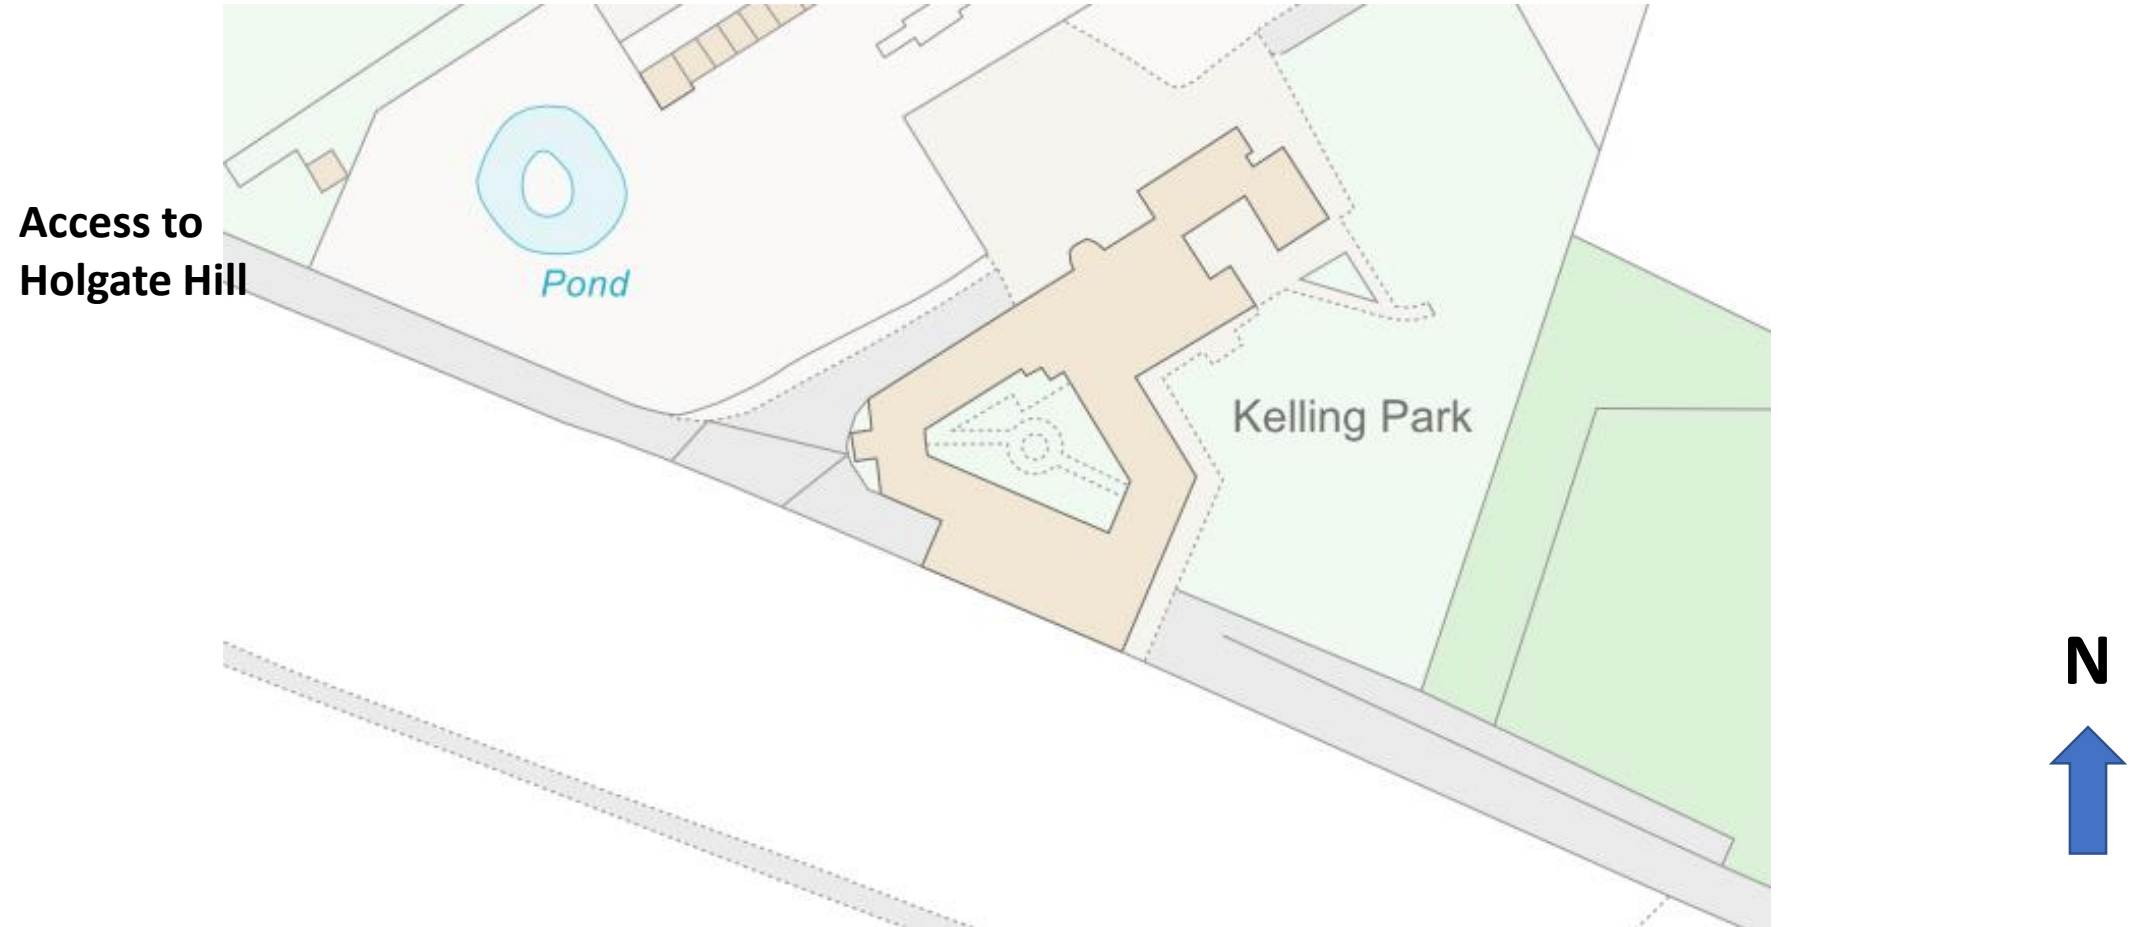 Access to
Holgate Hill
Pond
Kelling Park
N